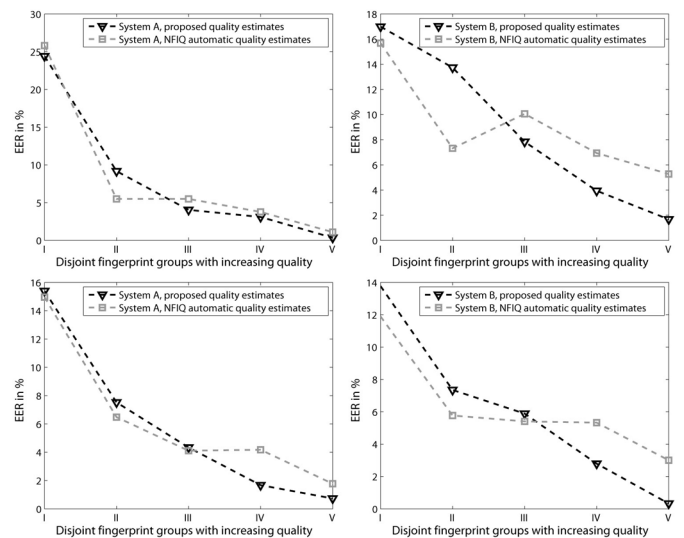 30
25
20
15
10
5
0
EER in %
System A, proposed quality estimates
System A, NFIQ automatic quality estimates
I II III IV V
Disjoint fingerprint groups with increasing quality
18
16
14
12
10
8
6
4
2
0
EER in %
System B, proposed quality estimates
System B, NFIQ automatic quality estimates
I II III IV V
Disjoint fingerprint groups with increasing quality
16
14
12
10
8
6
4
2
0
EER in %
System A, proposed quality estimates
System A, NFIQ automatic quality estimates
I II III IV V
Disjoint fingerprint groups with increasing quality
14
12
10
8
6
4
2
0
EER in %
System B, proposed quality estimates
System B, NFIQ automatic quality estimates
I II III IV V
Disjoint fingerprint groups with increasing quality